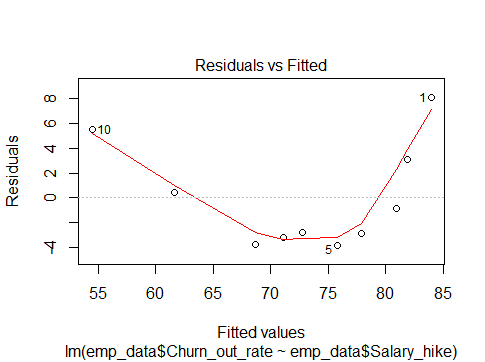 Residuals vs Fitted
Residuals
8
6
4
2
0
-4
10
5
1
55 60 65 70 75 80 85
Fitted values
lm(emp_data$Churn_out_rate ~ emp_data$Salary_hike)